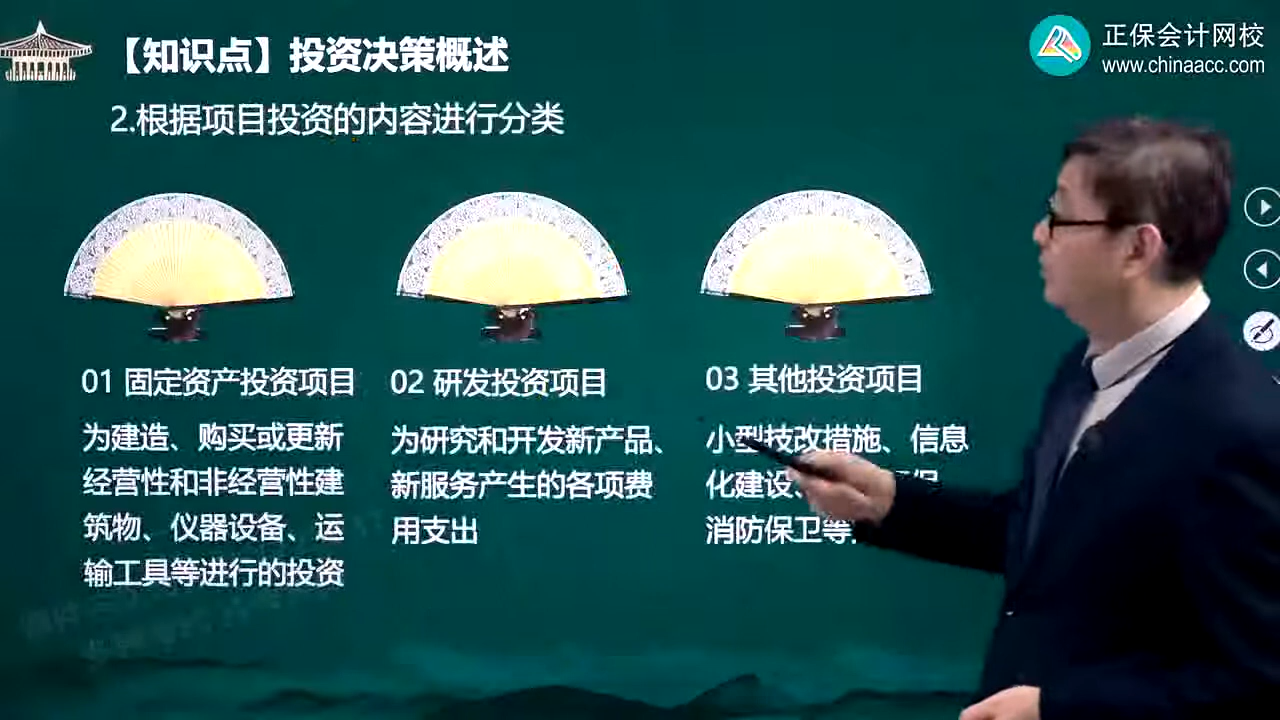 【知识点】投资决策概述
正保会计网校
www.chinaacc.com
2.根据项目投资的内容进行分类
01 固定资产投资项目
为建造、购买或更新
经营性和非经营性建
筑物、仪器设备、运
输工具等进行的投资
02 研发投资项目
为研究和开发新产品、
新服务产生的各项费
用支出
03 其他投资项目
小型技改措施、信息
化建设、
消防保卫等